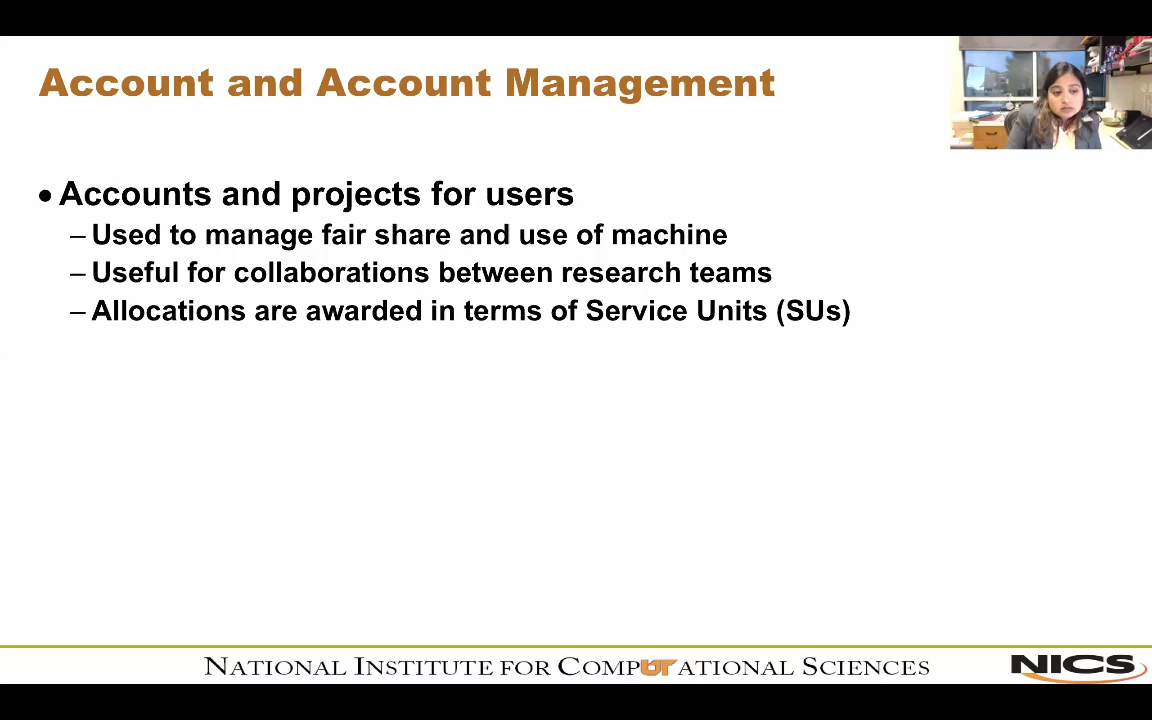 Account and Account Management
• Accounts and projects for users
– Used to manage fair share and use of machine
– Useful for collaborations between research teams
– Allocations are awarded in terms of Service Units (SUs)
NATIONAL INSTITUTE FOR COMPUTATIONAL SCIENCES
NICS